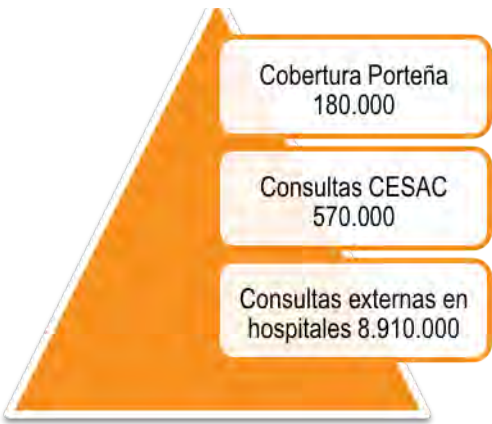 Cobertura Porteña
180.000
Consultas CESAC
570.000
Consultas externas en
hospitales 8.910.000